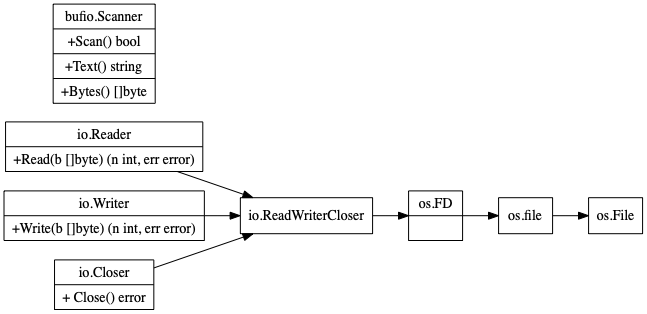 bufio.Scanner
+Scan() bool
+Text() string
+Bytes() []byte
io.Reader
+Read(b []byte) (n int, err error)
io.Writer
+Write(b []byte) (n int, err error)
io.Closer
+ Close() error
io.ReadWriterCloser
os.FD
os.file
os.File